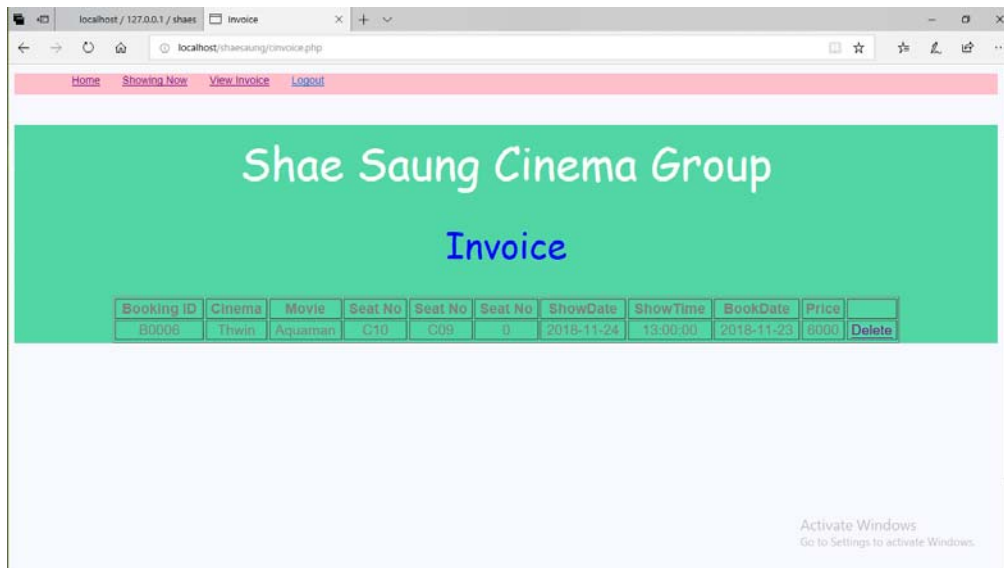 localhost / 127.0.0.1 / shaes
Invoice
localhost/shaesaung/cinvoice.php
Home Showing Now View Invoice Logout
Shae Saung Cinema Group
Invoice
Booking ID Cinema Movie Seat No Seat No Seat No ShowDate ShowTime BookDate Price
B0006 Thwin Aquaman C10 C09 0 2018-11-24 13:00:00 2018-11-23 6000 Delete
Activate Windows
Go to Settings to activate Windows.